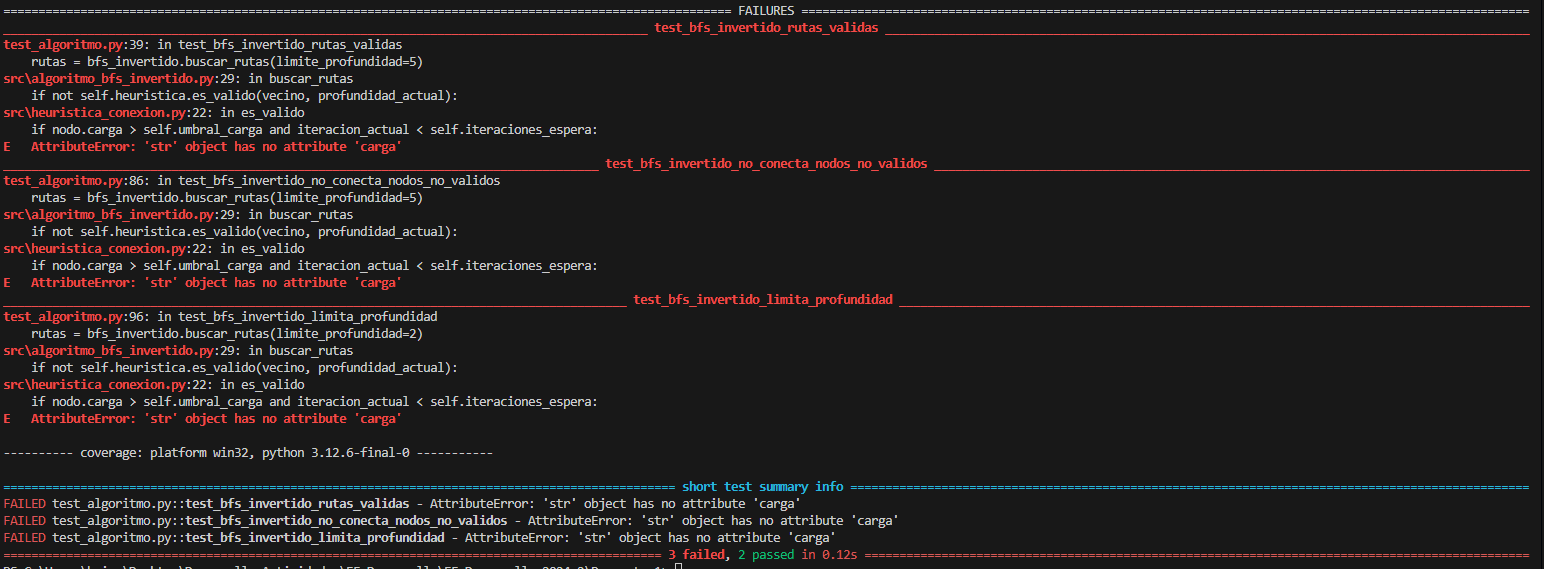 FAILURES
test_bfs_invertido_rutas_validas
test_algoritmo.py:39: in test_bfs_invertido_rutas_validas
    rutas = bfs_invertido.buscar_rutas(limite_profundidad=5)
src\algoritmo_bfs_invertido.py:29: in buscar_rutas
    if not self.heuristica.es_valido(vecino, profundidad_actual):
src\heuristica_conexion.py:22: in es_valido
    if nodo.carga > self.umbral_carga and iteracion_actual < self.iteraciones_espera:
E   AttributeError: 'str' object has no attribute 'carga'
test_bfs_invertido_no_conecta_nodos_no_validos
test_algoritmo.py:86: in test_bfs_invertido_no_conecta_nodos_no_validos
    rutas = bfs_invertido.buscar_rutas(limite_profundidad=5)
src\algoritmo_bfs_invertido.py:29: in buscar_rutas
    if not self.heuristica.es_valido(vecino, profundidad_actual):
src\heuristica_conexion.py:22: in es_valido
    if nodo.carga > self.umbral_carga and iteracion_actual < self.iteraciones_espera:
E   AttributeError: 'str' object has no attribute 'carga'
test_bfs_invertido_limita_profundidad
test_algoritmo.py:96: in test_bfs_invertido_limita_profundidad
    rutas = bfs_invertido.buscar_rutas(limite_profundidad=2)
src\algoritmo_bfs_invertido.py:29: in buscar_rutas
    if not self.heuristica.es_valido(vecino, profundidad_actual):
src\heuristica_conexion.py:22: in es_valido
    if nodo.carga > self.umbral_carga and iteracion_actual < self.iteraciones_espera:
E   AttributeError: 'str' object has no attribute 'carga'
---------- coverage: platform win32, python 3.12.6-final-0 -----------
short test summary info
FAILED test_algoritmo.py::test_bfs_invertido_rutas_validas - AttributeError: 'str' object has no attribute 'carga'
FAILED test_algoritmo.py::test_bfs_invertido_no_conecta_nodos_no_validos - AttributeError: 'str' object has no attribute 'carga'
FAILED test_algoritmo.py::test_bfs_invertido_limita_profundidad - AttributeError: 'str' object has no attribute 'carga'
3 failed, 2 passed in 0.12s